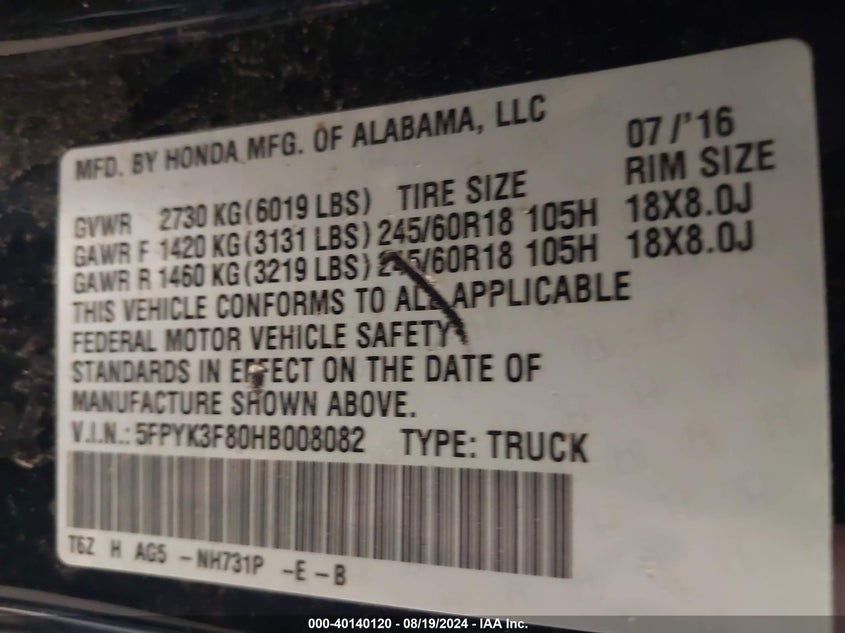 MFD. BY HONDA MFG. OF ALABAMA, LLC 07/'16
GVWR 2730 KG(6019 LBS) TIRE SIZE RIM SIZE
GAWR F 1420 KG(3131 LBS) 245/60R18 105H 18X8.0J
GAWR R 1460 KG(3219 LBS) 245/60R18 105H 18X8.0J
THIS VEHICLE CONFORMS TO ALL APPLICABLE
FEDERAL MOTOR VEHICLE SAFETY
STANDARDS IN EFFECT ON THE DATE OF
MANUFACTURE SHOWN ABOVE.
V.I.N.: 5FPYK3F80HB008082 TYPE: TRUCK
T6Z H AG5 -NH731P -E-B
000-40140120 - 08/19/2024 - IAA Inc.